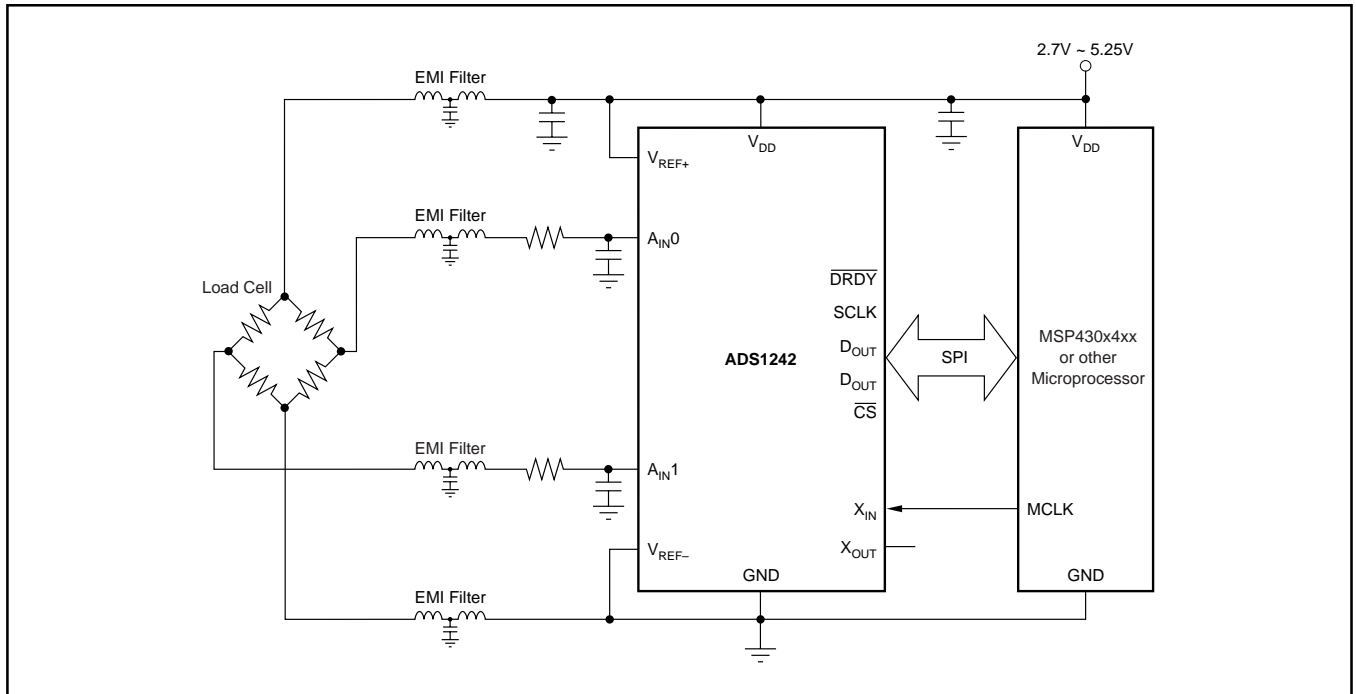 2.7V ~ 5.25V
EMI Filter
VDD
VDD
VREF+
EMI Filter
AIN0
Load Cell
DRDY
SCLK
DOUT
DOUT
CS
ADS1242
SPI
MSP430x4xx
or other
Microprocessor
EMI Filter
AIN1
XIN
MCLK
XOUT
VREF–
GND
GND
EMI Filter